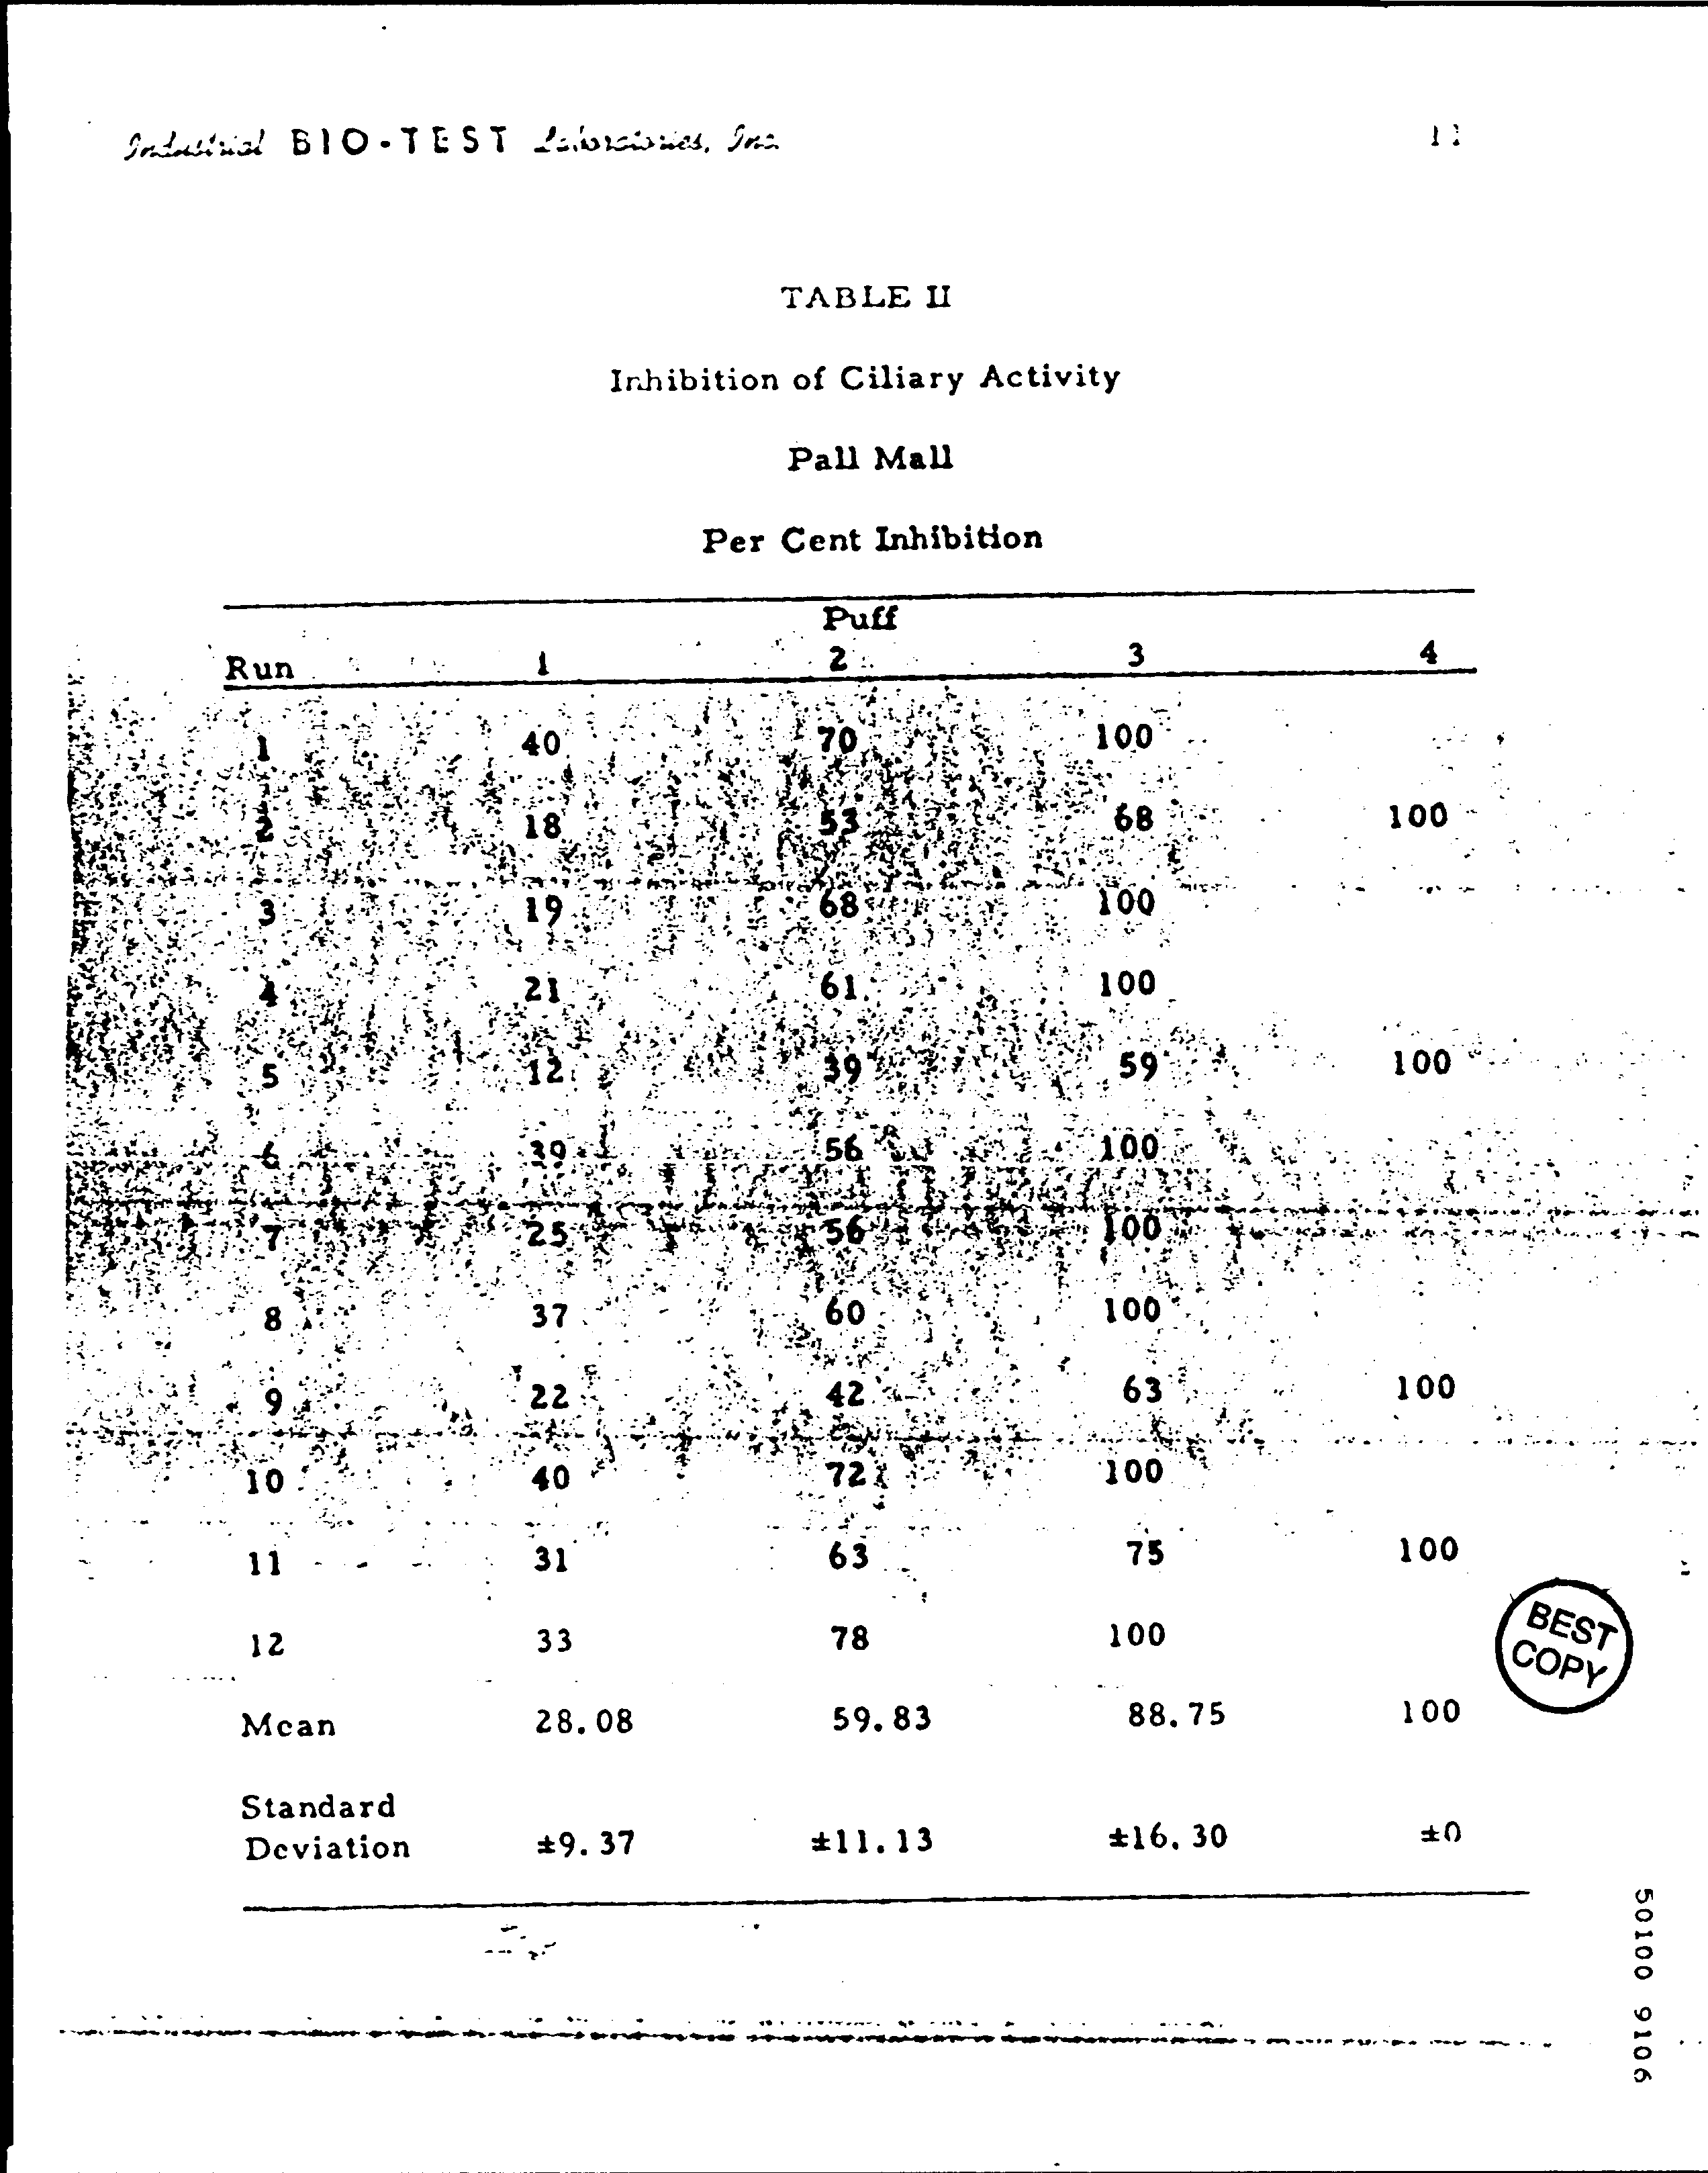 Industrial BIO-TEST Laboratories, Inc.
11
TABLE II
Inhibition of Ciliary Activity
Pall Mall
Per Cent Inhibition
Puff
Run 1 2 3 4
1 40 70 100
2 18 53 68 100
3 19 68 100
4 21 61 100
5 12 39 59 100
6 39 56 100
7 25 56 100
8 37 60 100
9 22 42 63 100
10 40 72 100
11 31 63 75 100
12 33 78 100
Mean 28.08 59.83 88.75 100
Standard
Deviation ±9.37 ±11.13 ±16.30 ±0
BEST
COPY
50100 9106